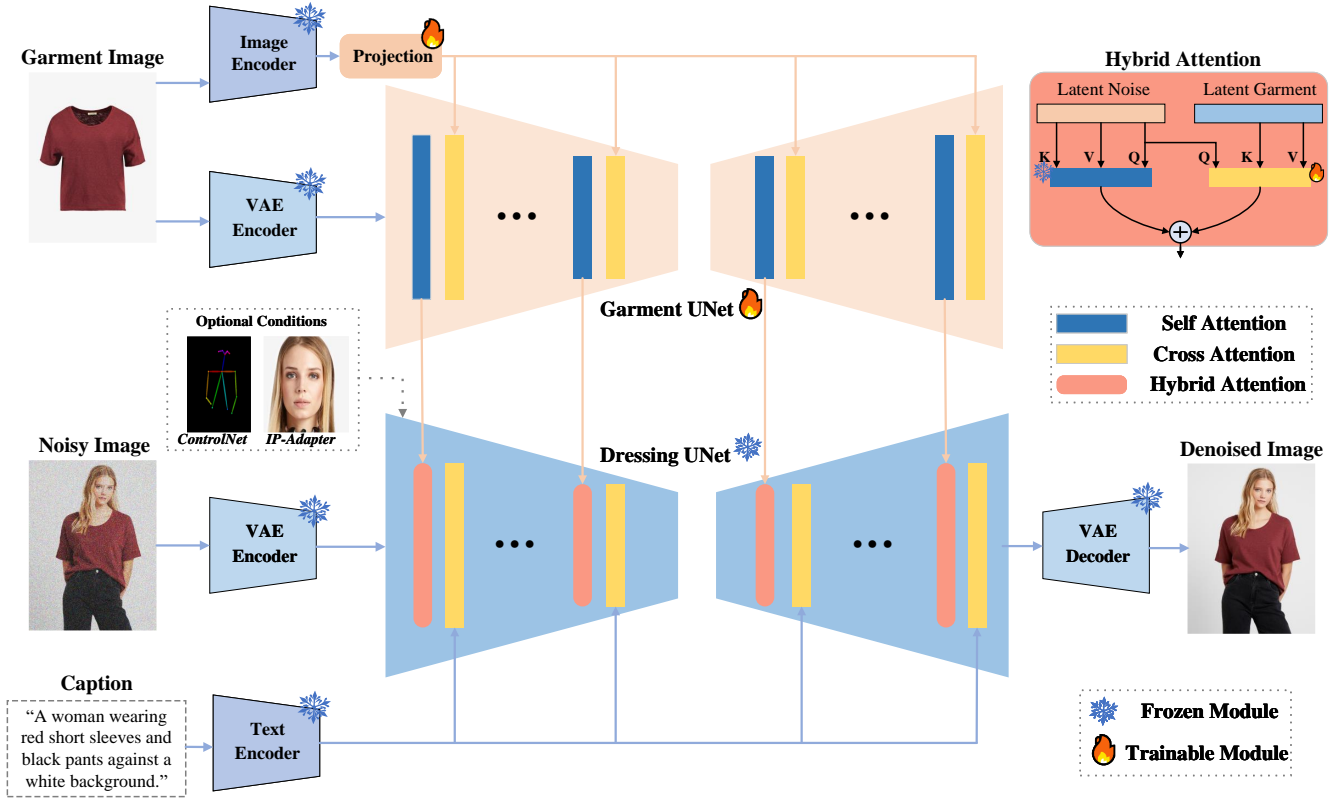 Garment Image
Image
Encoder
Projection
VAE
Encoder
Garment UNet
Hybrid Attention
Latent Noise
Latent Garment
K
V
Q
Q
K
V
Self Attention
Cross Attention
Hybrid Attention
Optional Conditions
ControlNet
IP-Adapter
Noisy Image
VAE
Encoder
Dressing UNet
VAE
Decoder
Denoised Image
Caption
“A woman wearing
red short sleeves and
black pants against a
white background.”
Text
Encoder
Frozen Module
Trainable Module